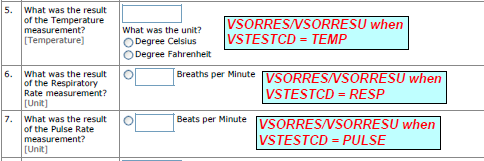 5. What was the result
of the Temperature
measurement?
[Temperature]
What was the unit?
Degree Celsius
Degree Fahrenheit
VSORRES/VSORRESU when
VSTESTCD = TEMP
6. What was the result
of the Respiratory
Rate measurement?
[Unit]
Breaths per Minute
VSORRES/VSORRESU when
VSTESTCD = RESP
7. What was the result
of the Pulse Rate
measurement?
[Unit]
Beats per Minute
VSORRES/VSORRESU when
VSTESTCD = PULSE